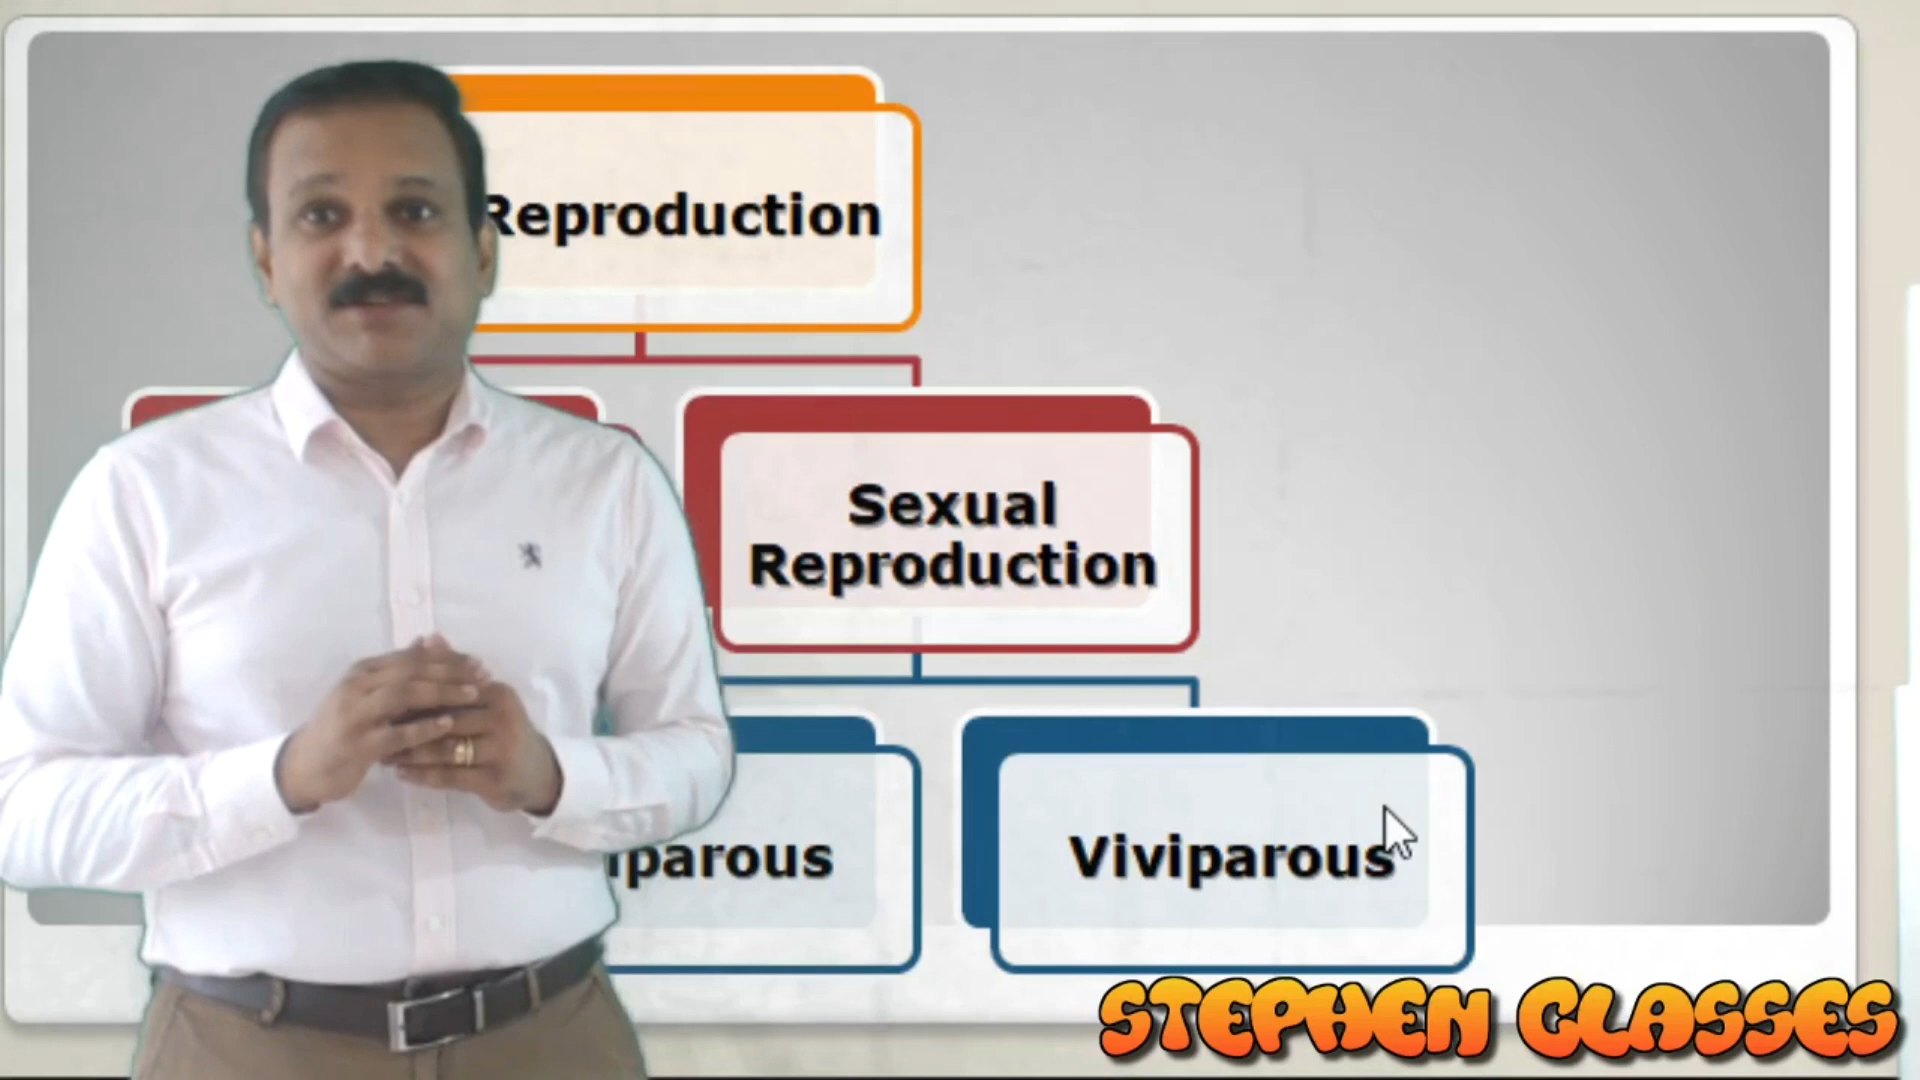 Reproduction
Sexual
Reproduction
iparous
Viviparous
STEPHEN CLASSES